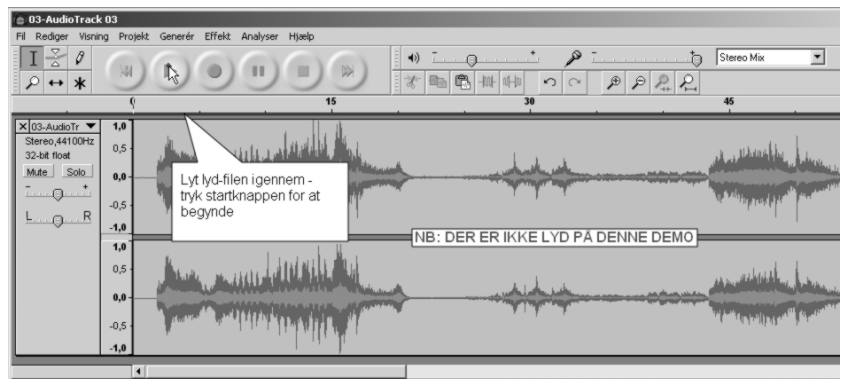 03-AudioTrack 03
Fil Rediger Visning Projekt Generér Effekt Analyser Hjælp
Stereo Mix
0 15 30 45
03-AudioTr
Stereo,44100Hz
32-bit float
Mute Solo
- +
L R
1,0
0,5
0,0
-0,5
-1,0
Lyt lyd-filen igennem -
tryk startknappen for at
begynde
NB: DER ER IKKE LYD PÅ DENNE DEMO
1,0
0,5
0,0
-0,5
-1,0